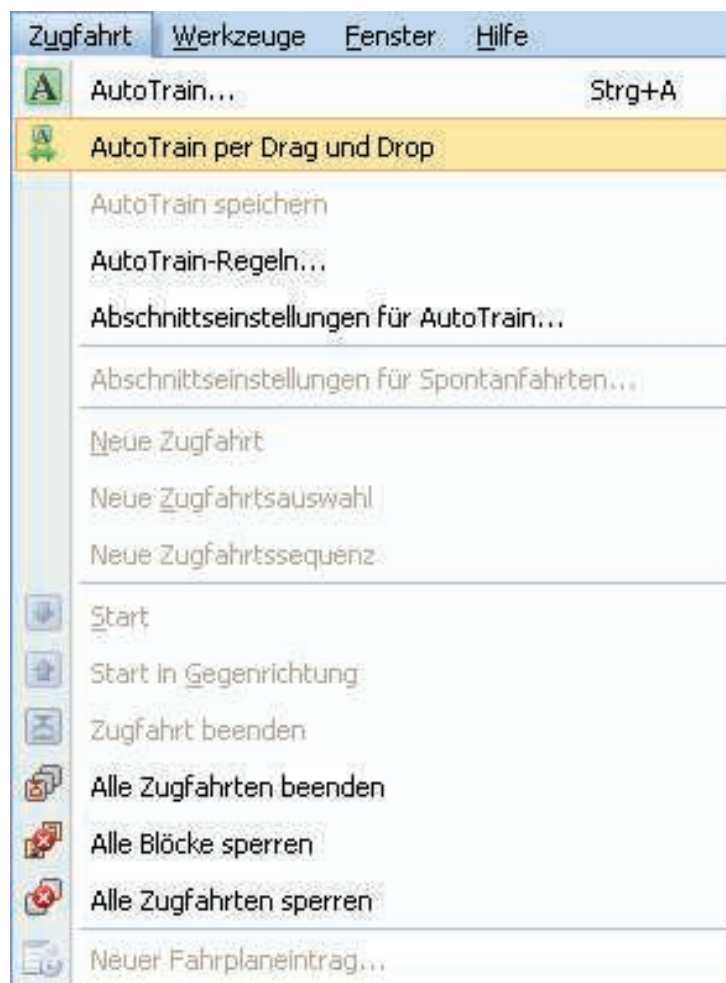 Zugfahrt Werkzeuge Fenster Hilfe
AutoTrain... Strg+A
AutoTrain per Drag und Drop
AutoTrain speichern
AutoTrain-Regeln...
Abschnittseinstellungen für AutoTrain...
Abschnittseinstellungen für Spontanfahrten...
Neue Zugfahrt
Neue Zugfahrtsauswahl
Neue Zugfahrtssequenz
Start
Start in Gegenrichtung
Zugfahrt beenden
Alle Zugfahrten beenden
Alle Blöcke sperren
Alle Zugfahrten sperren
Neuer Fahrplaneintrag...